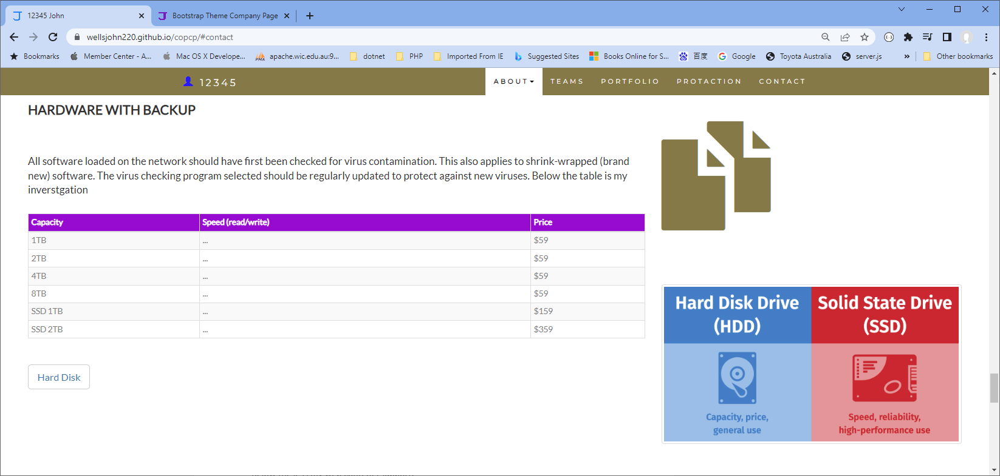 12345 John
Bootstrap Theme Company Page
wellsjohn220.github.io/copcp/#contact
Bookmarks
Member Center - A...
Mac OS X Develope...
apache.wic.edu.au:9...
dotnet
PHP
Imported From IE
Suggested Sites
Books Online for S...
百度
Google
Toyota Australia
server.js
»
Other bookmarks
12345
ABOUT
TEAMS
PORTFOLIO
PROTACTION
CONTACT
HARDWARE WITH BACKUP
All software loaded on the network should have first been checked for virus contamination. This also applies to shrink-wrapped (brand
new) software. The virus checking program selected should be regularly updated to protect against new viruses. Below the table is my
inverstgation
Capacity Speed (read/write) Price
1TB ... $59
2TB ... $59
4TB ... $59
8TB ... $59
SSD 1TB ... $159
SSD 2TB ... $359
Hard Disk
Hard Disk Drive
(HDD)
Capacity, price,
general use
Solid State Drive
(SSD)
Speed, reliability,
high-performance use